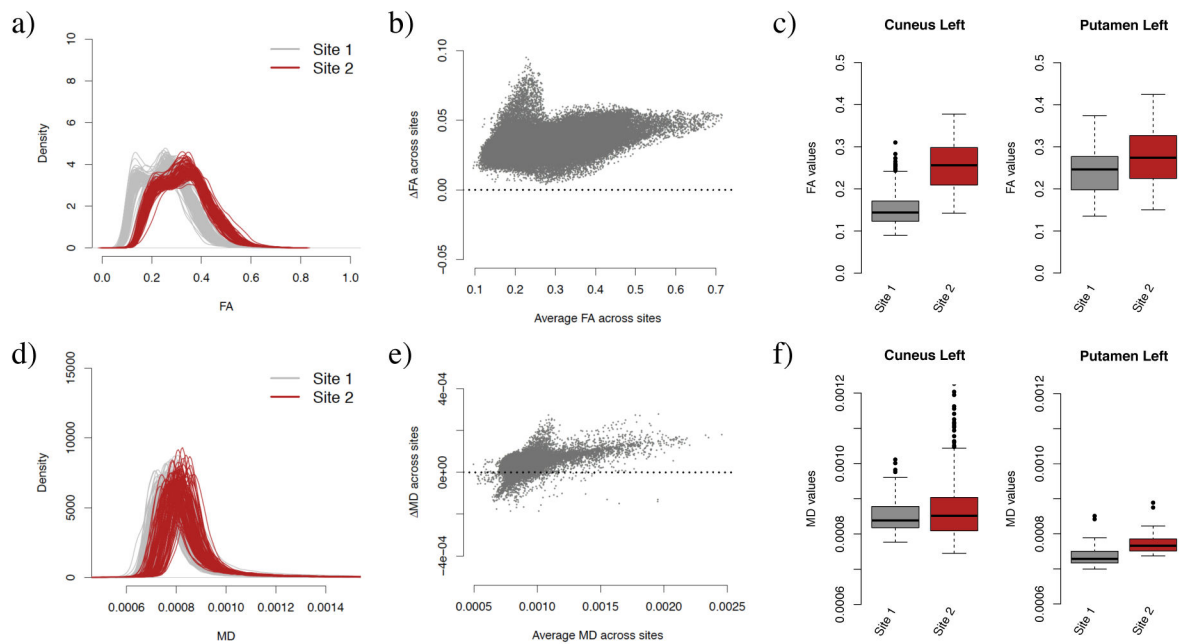 a)
10
8
6
4
2
0
Density
Site 1
Site 2
0.0 0.2 0.4 0.6 0.8 1.0
FA
b)
0.10
0.05
0.00
-0.05
ΔFA across sites
0.1 0.2 0.3 0.4 0.5 0.6 0.7
Average FA across sites
c)
Cuneus Left
0.5
0.4
0.3
0.2
0.1
0.0
FA values
Site 1 Site 2
Putamen Left
0.5
0.4
0.3
0.2
0.1
0.0
FA values
Site 1 Site 2
d)
15000
10000
5000
0
Density
Site 1
Site 2
0.0006 0.0008 0.0010 0.0014
MD
e)
4e-04
0e+00
-4e-04
ΔMD across sites
0.0005 0.0010 0.0015 0.0020 0.0025
Average MD across sites
f)
Cuneus Left
0.0012
0.0010
0.0008
0.0006
MD values
Site 1 Site 2
Putamen Left
0.0012
0.0010
0.0008
0.0006
MD values
Site 1 Site 2